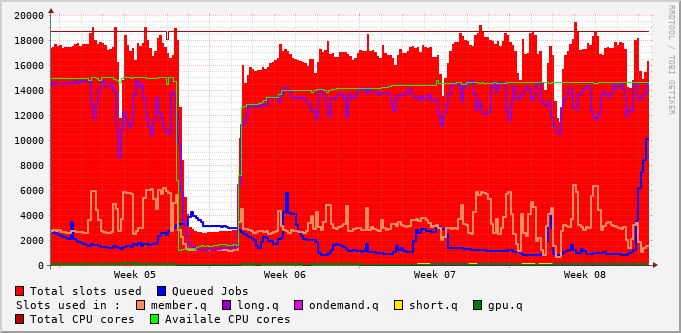 20000
18000
16000
14000
12000
10000
8000
6000
4000
2000
0
Week 05 Week 06 Week 07 Week 08
RRDTOOL / TOBI OETIKER
Total slots used Queued Jobs
Slots used in : member.q long.q ondemand.q short.q gpu.q
Total CPU cores Availale CPU cores